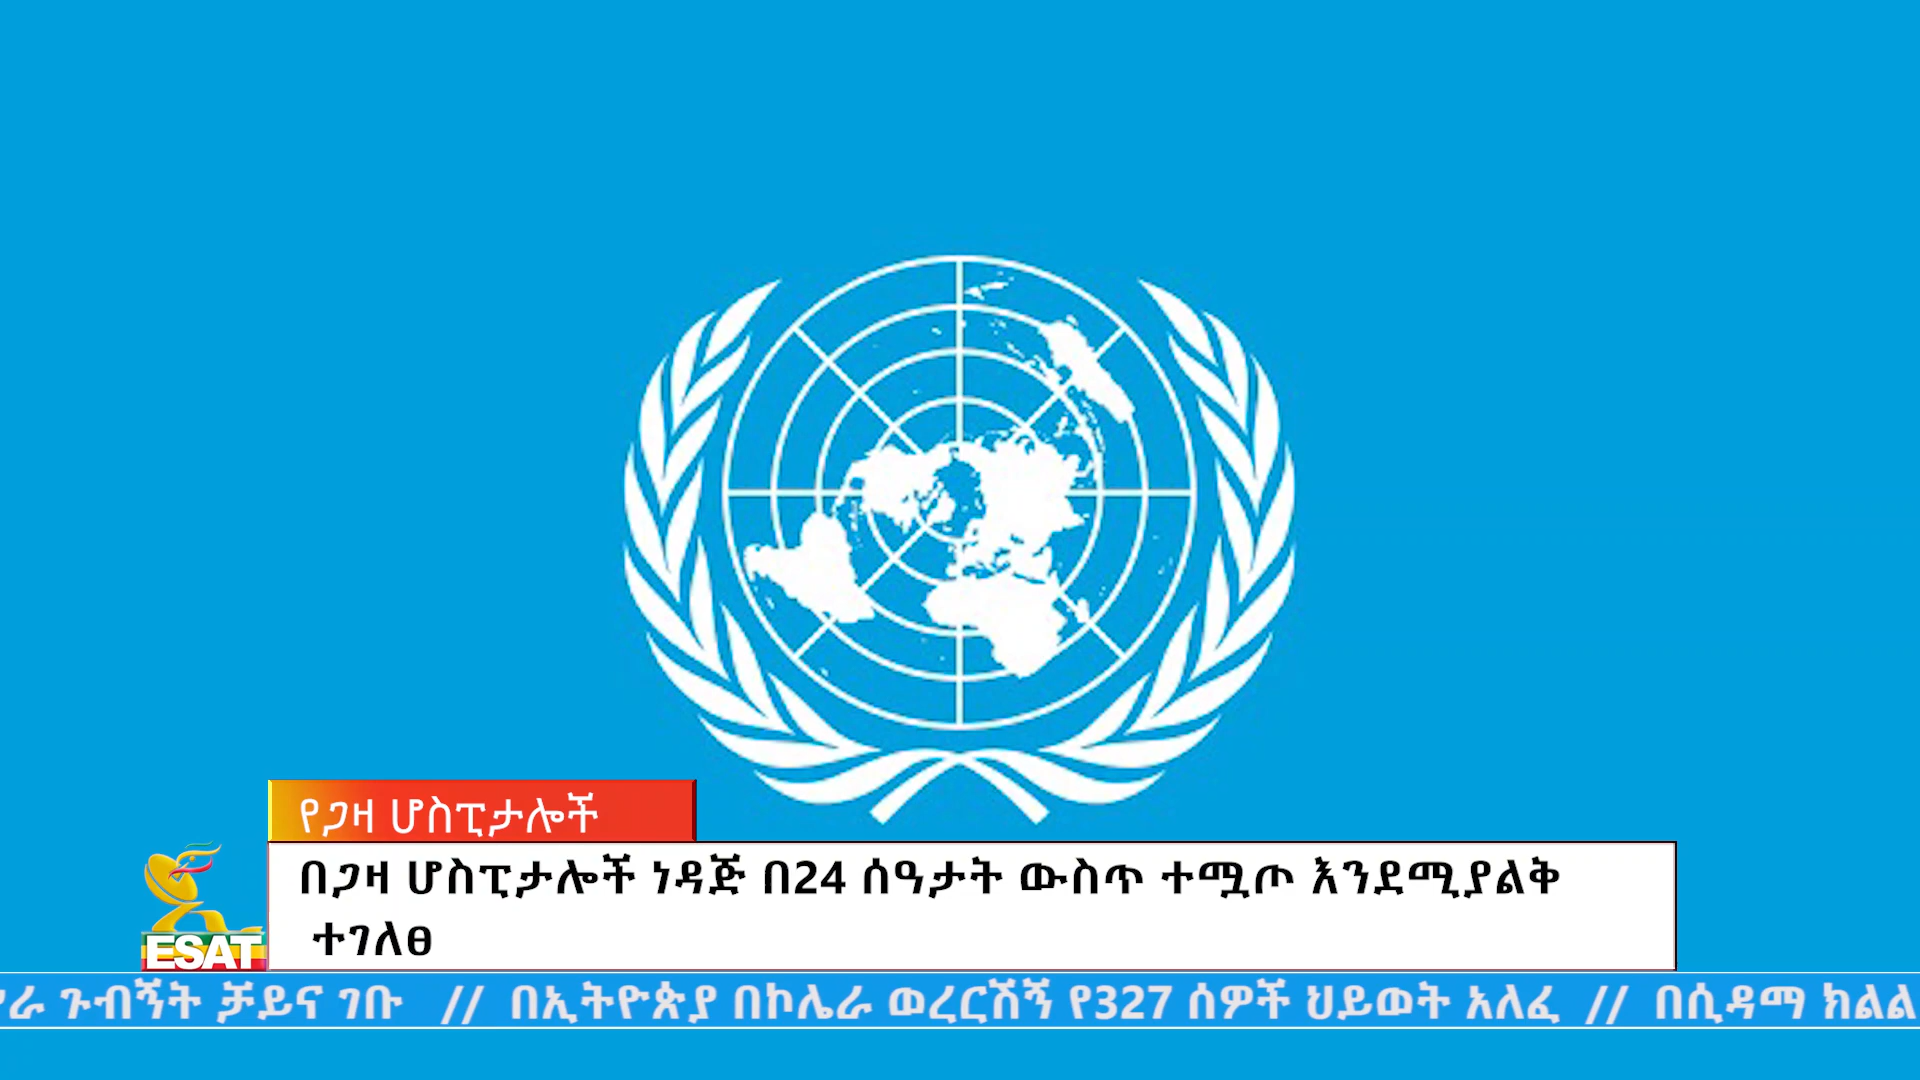 የጋዛ ሆስፒታሎች
በጋዛ ሆስፒታሎች ነዳጅ በ24 ሰዓታት ውስጥ ተሟጦ እንደሚያልቅ
ተገለፀ
ESAT
ጉብኝት ቻይና ገቡ // በኢትዮጵያ በኮሌራ ወረርሽኝ የ327 ሰዎች ህይወት አለፈ // በሲዳማ ክልል